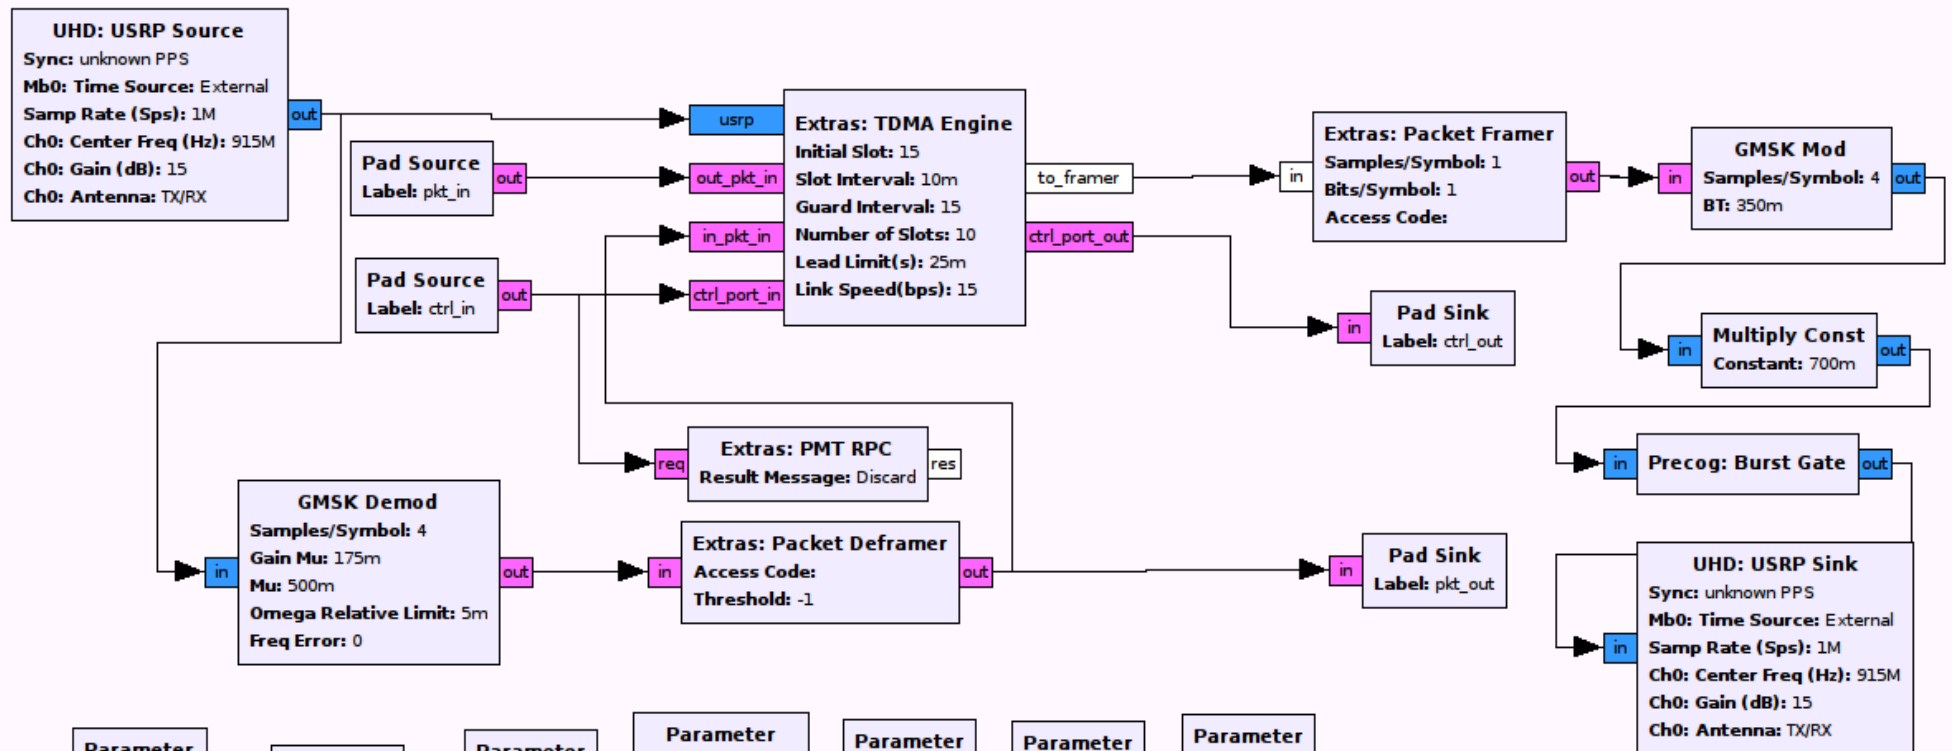 UHD: USRP Source
Sync: unknown PPS
Mb0: Time Source: External
Samp Rate (Sps): 1M
Ch0: Center Freq (Hz): 915M
Ch0: Gain (dB): 15
Ch0: Antenna: TX/RX
out
Pad Source
Label: pkt_in
out
Pad Source
Label: ctrl_in
out
usrp
out_pkt_in
in_pkt_in
ctrl_port_in
Extras: TDMA Engine
Initial Slot: 15
Slot Interval: 10m
Guard Interval: 15
Number of Slots: 10
Lead Limit(s): 25m
Link Speed(bps): 15
to_framer
ctrl_port_out
in
Extras: Packet Framer
Samples/Symbol: 1
Bits/Symbol: 1
Access Code:
out
in
GMSK Mod
Samples/Symbol: 4
BT: 350m
out
in
Pad Sink
Label: ctrl_out
in
Multiply Const
Constant: 700m
out
req
Extras: PMT RPC
Result Message: Discard
res
in
Precog: Burst Gate
out
in
GMSK Demod
Samples/Symbol: 4
Gain Mu: 175m
Mu: 500m
Omega Relative Limit: 5m
Freq Error: 0
out
in
Extras: Packet Deframer
Access Code:
Threshold: -1
out
in
Pad Sink
Label: pkt_out
in
UHD: USRP Sink
Sync: unknown PPS
Mb0: Time Source: External
Samp Rate (Sps): 1M
Ch0: Center Freq (Hz): 915M
Ch0: Gain (dB): 15
Ch0: Antenna: TX/RX
Parameter
Parameter
Parameter
Parameter
Parameter
Parameter